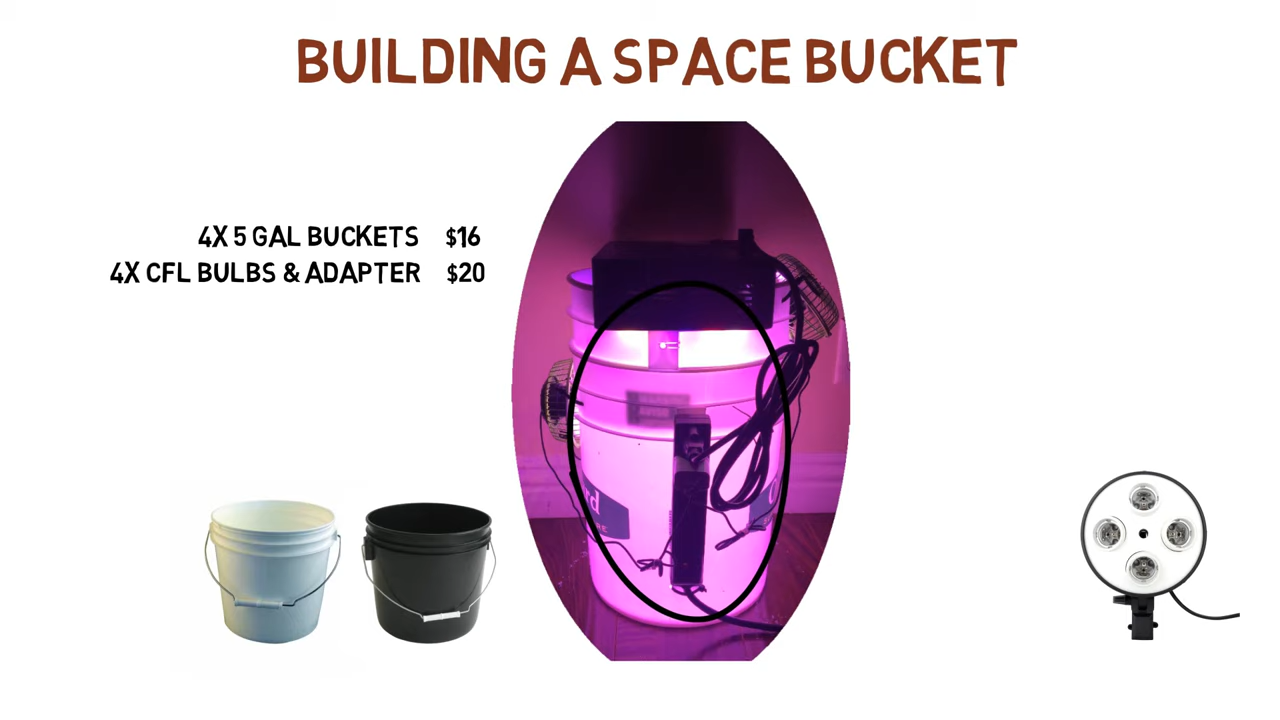 BUILDING A SPACE BUCKET
4X 5 GAL BUCKETS $16
4X CFL BULBS & ADAPTER $20